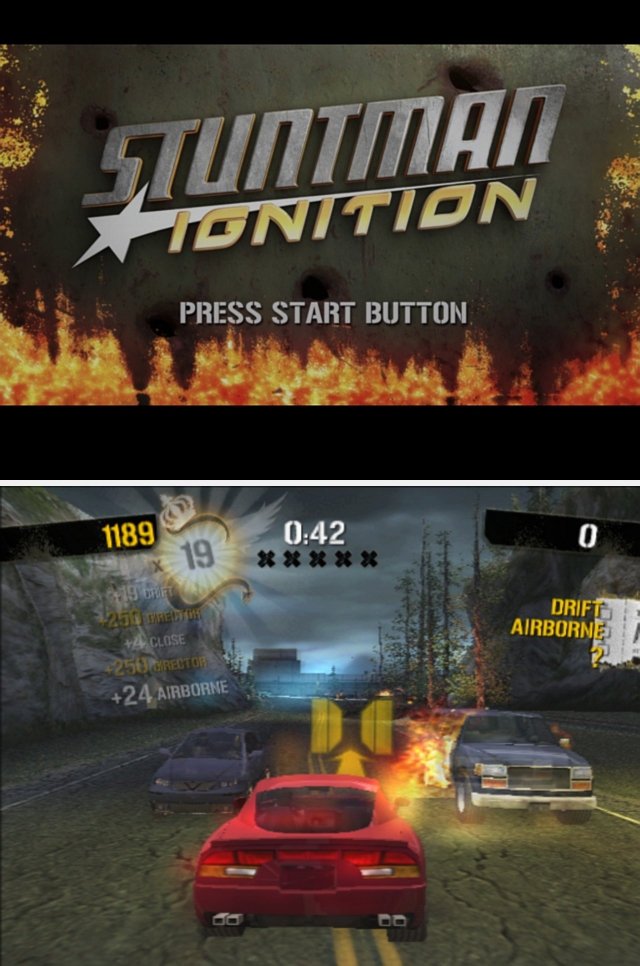 STUNTMAN
IGNITION
PRESS START BUTTON
1189
0:42
0
x 19
+19 DRIFT
+250 DIRECTOR
+4 CLOSE
+250 DIRECTOR
+24 AIRBORNE
DRIFT
AIRBORNE
?